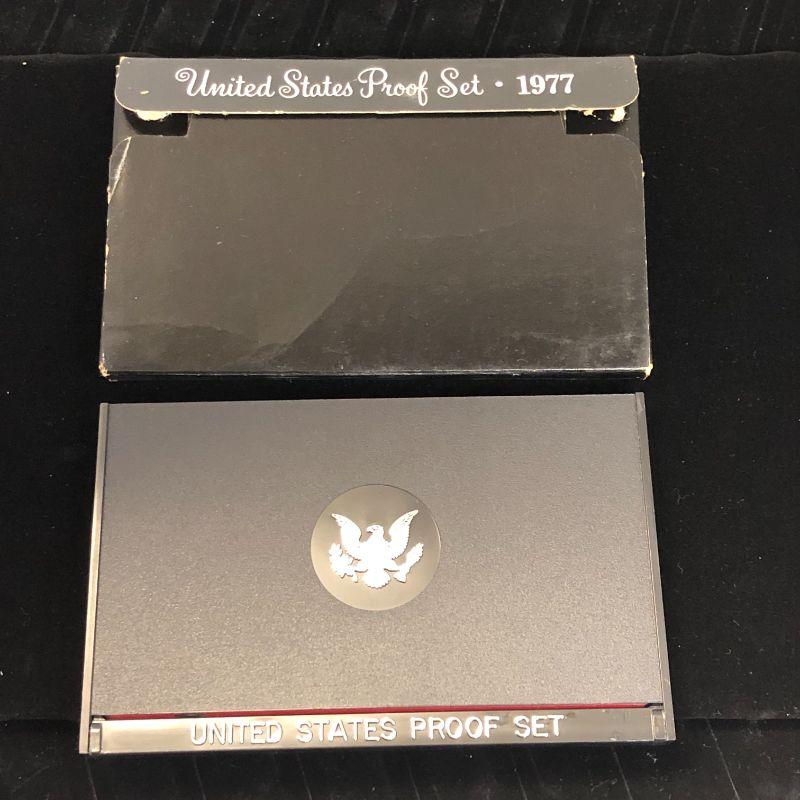 United States Proof Set · 1977
UNITED STATES PROOF SET